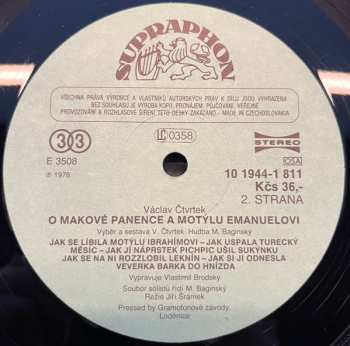 SUPRAPHON
VŠECHNA PRÁVA VÝROBCE A VLASTNÍKŮ AUTORSKÝCH PRÁV K DÍLU JSOU VYHRAZENA
BEZ SOUHLASU JE VÝROBA KOPIÍ, PRONÁJEM, PŮJČOVÁNÍ, VEŘEJNÉ
PROVOZOVÁNÍ A ROZHLASOVÉ ŠÍŘENÍ TÉTO DESKY ZAKÁZÁNO - MADE IN CZECHOSLOVAKIA
33
LC 0358
STEREO
OSA
E 3508
℗ 1976
10 1944-1 811
Kčs 36,-
2. STRANA
Václav Čtvrtek
O MAKOVÉ PANENCE A MOTÝLU EMANUELOVI
Výběr a sestava V. Čtvrtek. Hudba M. Baginský
JAK SE LÍBILA MOTÝLU IBRAHÍMOVI – JAK USPALA TURECKÝ
MĚSÍC – JAK JÍ NÁPRSTEK PICHPIC UŠIL SUKÝNKU
JAK SE NA NI ROZZLOBIL LEKNÍN – JAK SI JI ODNESLA
VEVERKA BARKA DO HNÍZDA
Vypravuje Vlastimil Brodský
Soubor sólistů řídí M. Baginský
Režie Jiří Šrámek
Pressed by Gramofonové závody,
Loděnice